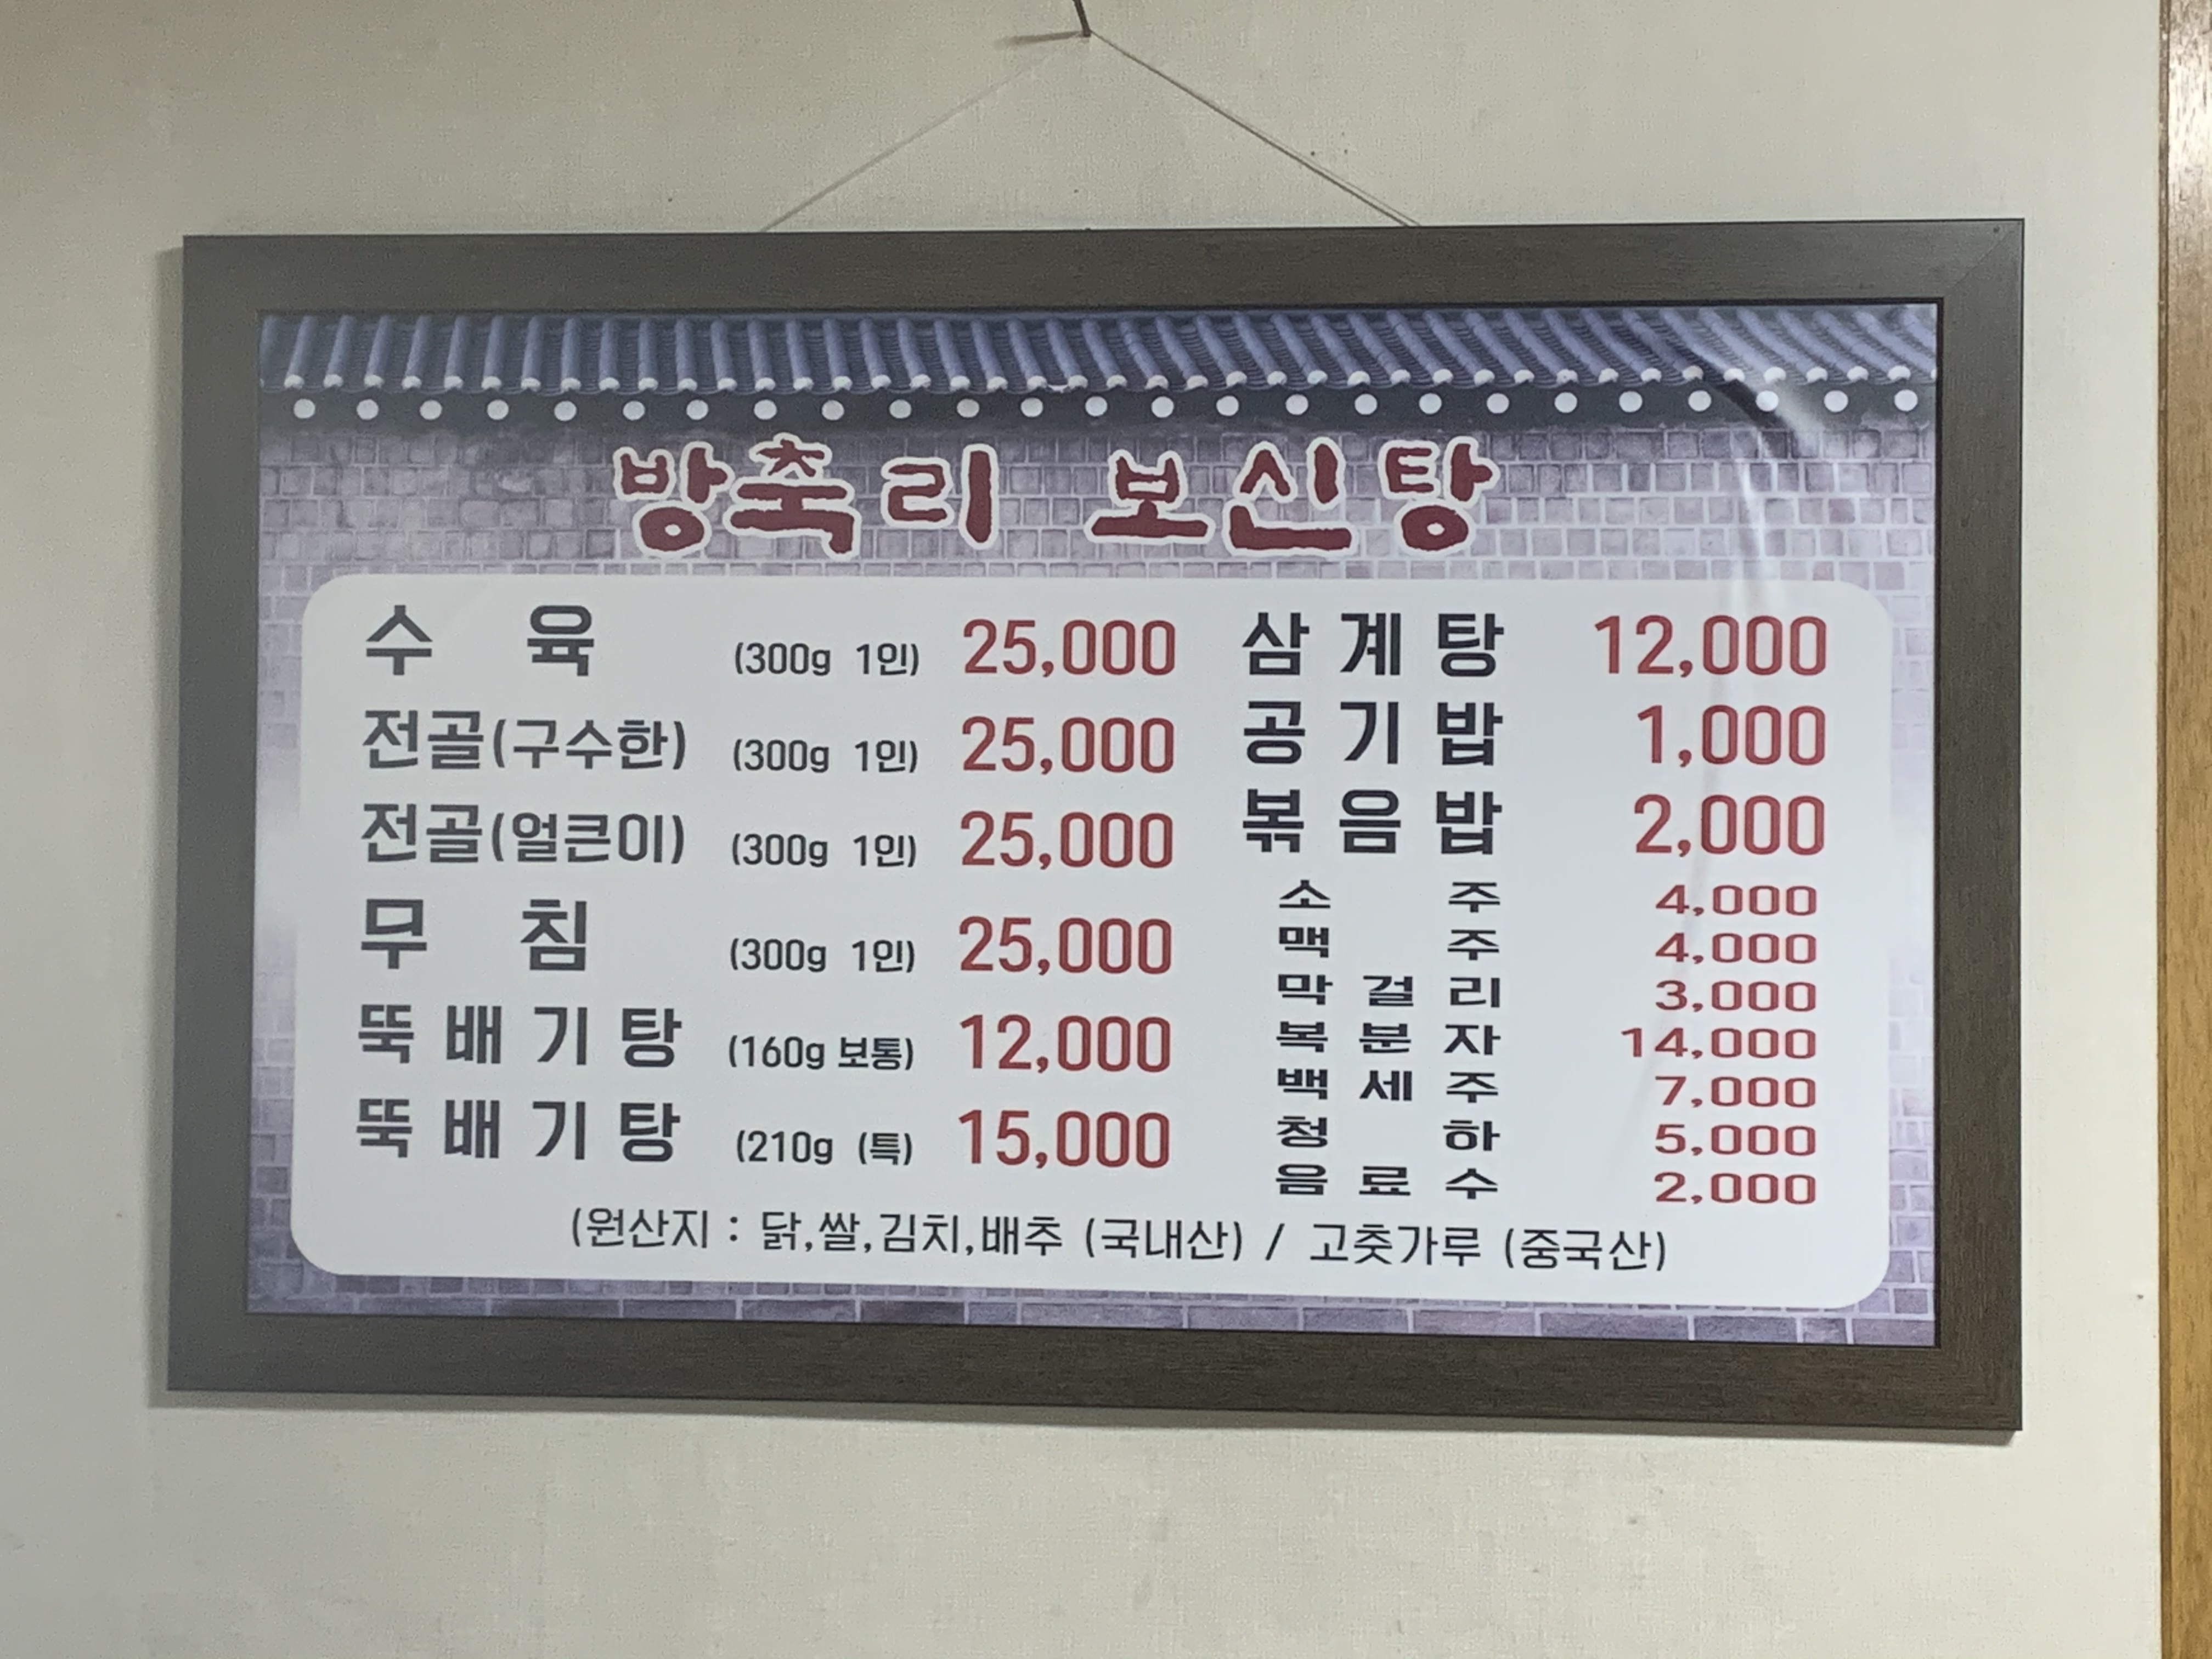 방축리 보신탕
수 육 (300g 1인) 25,000
전골(구수한) (300g 1인) 25,000
전골(얼큰이) (300g 1인) 25,000
무 침 (300g 1인) 25,000
뚝 배 기 탕 (160g 보통) 12,000
뚝 배 기 탕 (210g (특) 15,000
삼 계 탕 12,000
공 기 밥 1,000
볶 음 밥 2,000
소 주 4,000
맥 주 4,000
막 걸 리 3,000
복 분 자 14,000
백 세 주 7,000
청 하 5,000
음 료 수 2,000
(원산지 : 닭,쌀,김치,배추 (국내산) / 고춧가루 (중국산)